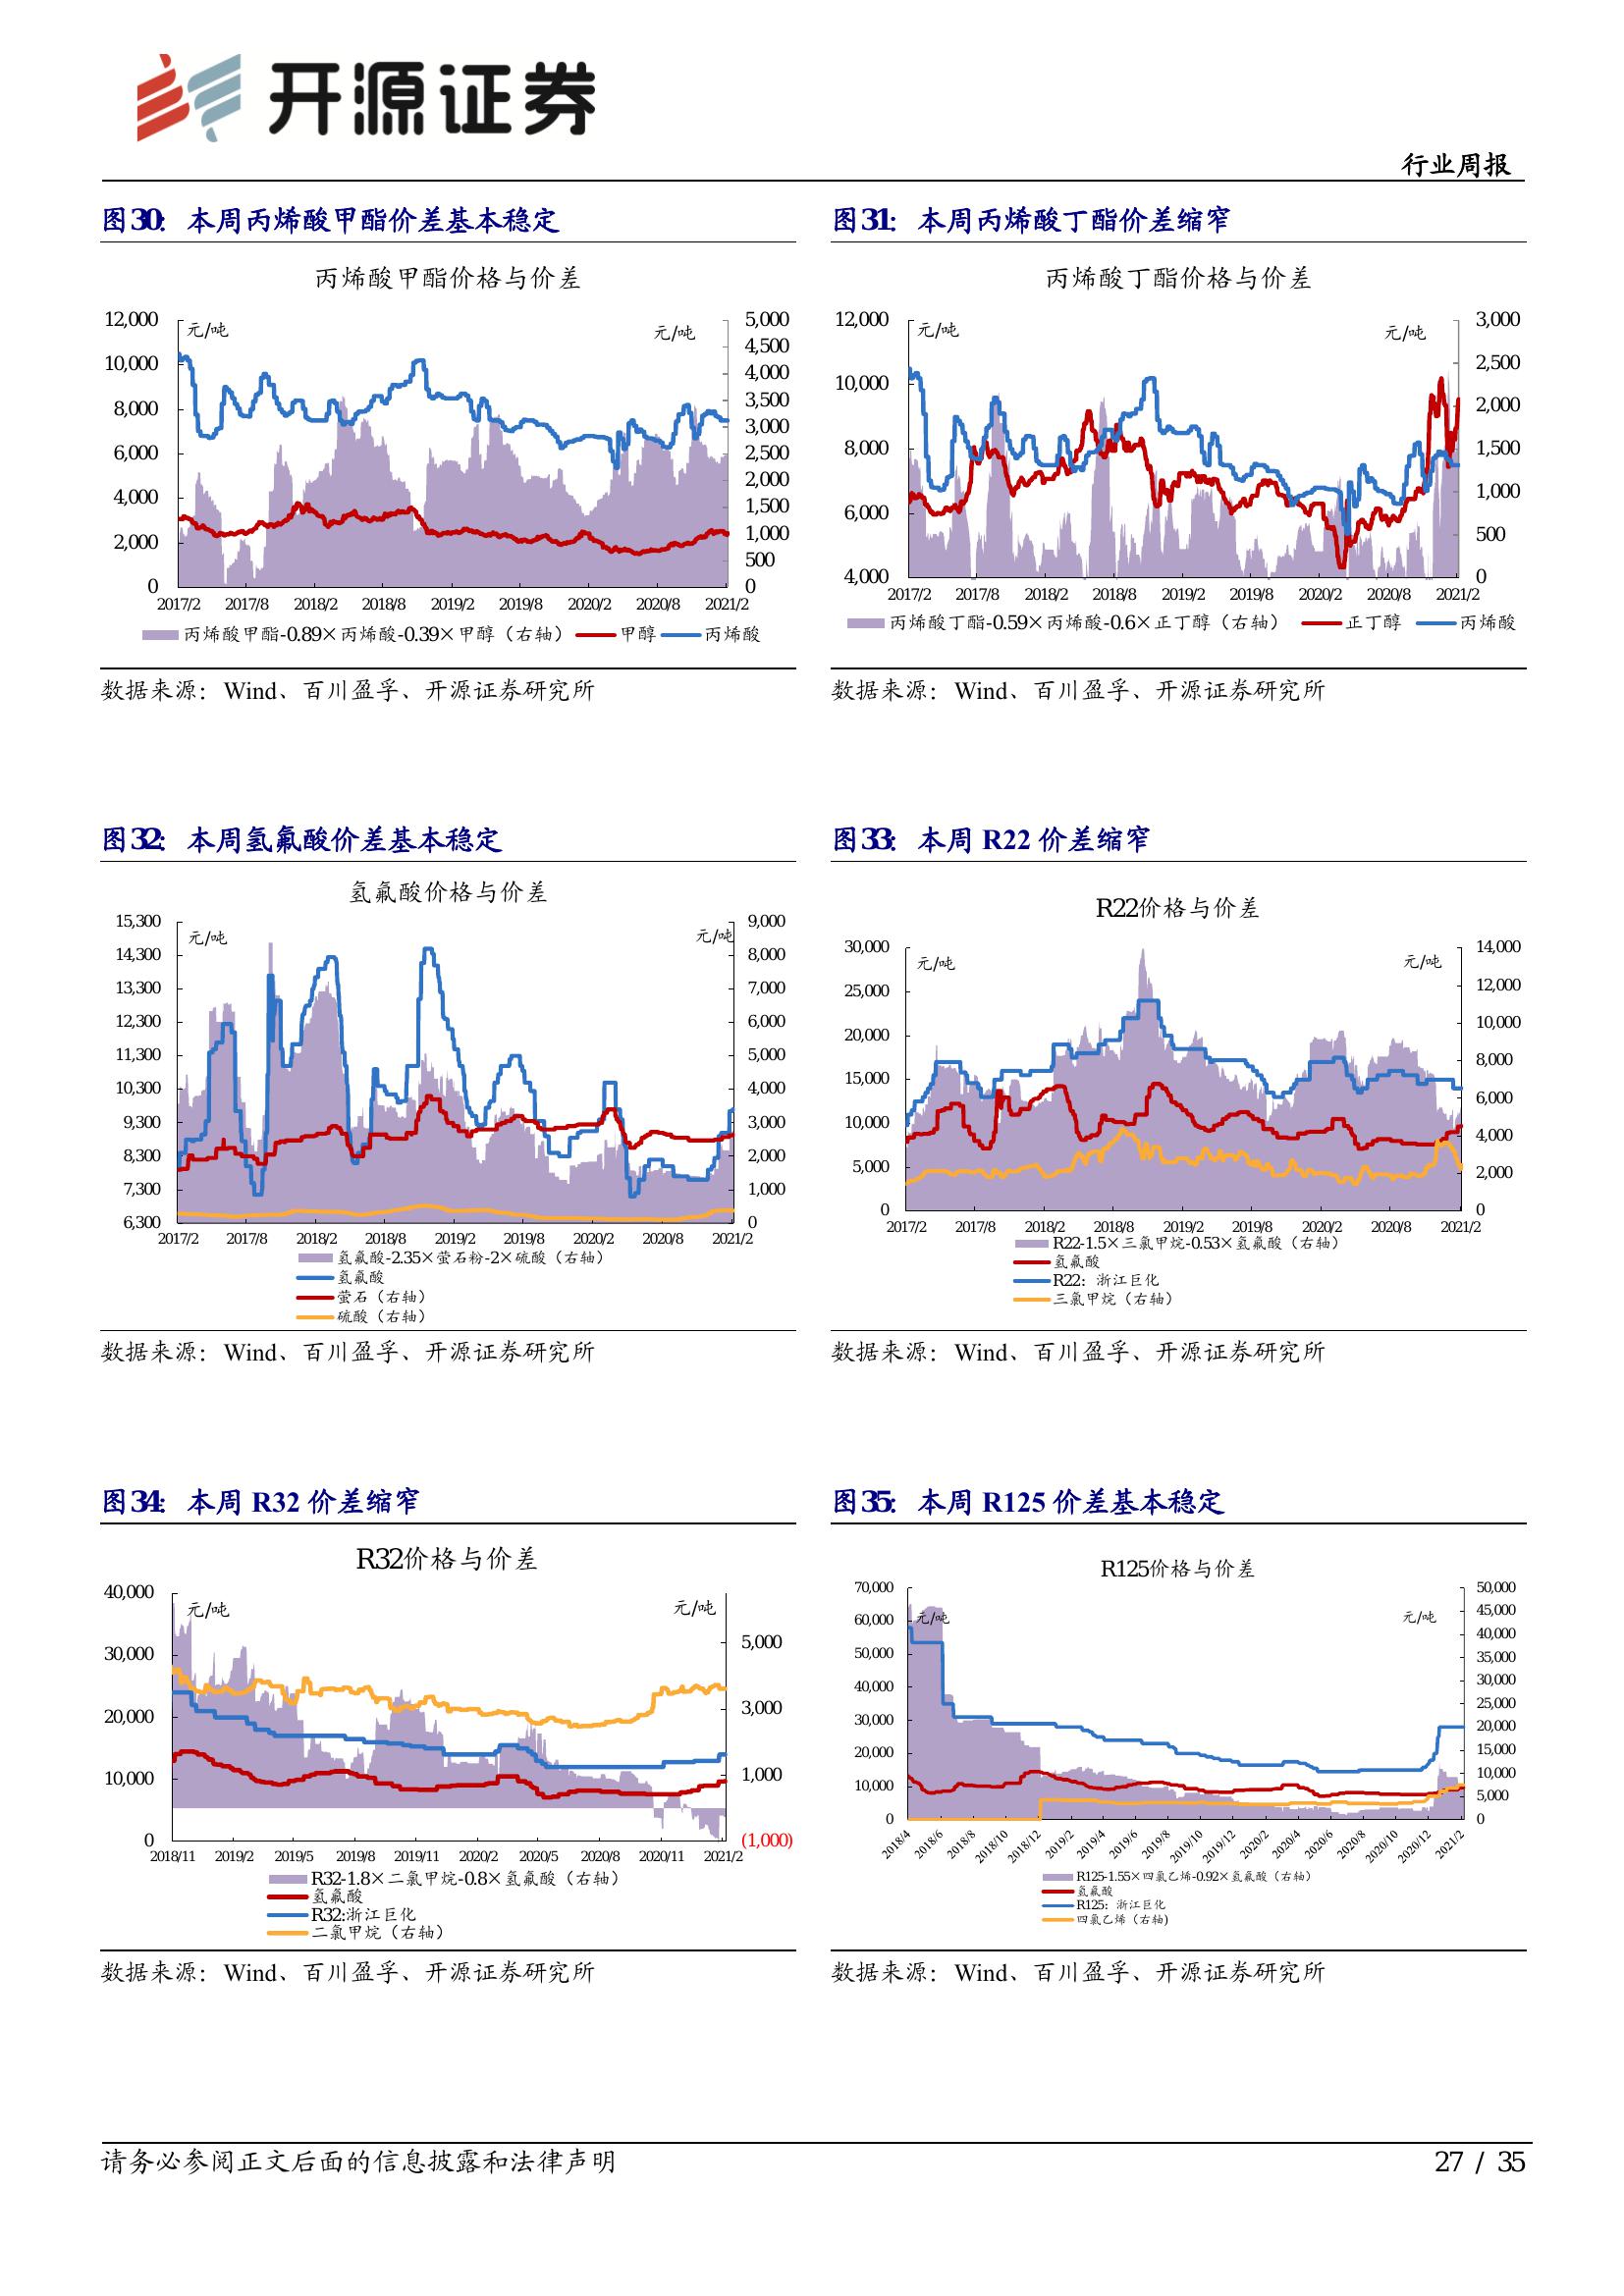 开源证券
行业周报
图30： 本周丙烯酸甲酯价差基本稳定
丙烯酸甲酯价格与价差
元/吨
元/吨
12,000
10,000
8,000
6,000
4,000
2,000
0
5,000
4,500
4,000
3,500
3,000
2,500
2,000
1,500
1,000
500
0
2017/2 2017/8 2018/2 2018/8 2019/2 2019/8 2020/2 2020/8 2021/2
丙烯酸甲酯-0.89×丙烯酸-0.39×甲醇（右轴） 甲醇 丙烯酸
数据来源：Wind、百川盈孚、开源证券研究所
图31： 本周丙烯酸丁酯价差缩窄
丙烯酸丁酯价格与价差
元/吨
元/吨
12,000
10,000
8,000
6,000
4,000
3,000
2,500
2,000
1,500
1,000
500
0
2017/2 2017/8 2018/2 2018/8 2019/2 2019/8 2020/2 2020/8 2021/2
丙烯酸丁酯-0.59×丙烯酸-0.6×正丁醇（右轴） 正丁醇 丙烯酸
数据来源：Wind、百川盈孚、开源证券研究所
图32： 本周氢氟酸价差基本稳定
氢氟酸价格与价差
元/吨
元/吨
15,300
14,300
13,300
12,300
11,300
10,300
9,300
8,300
7,300
6,300
9,000
8,000
7,000
6,000
5,000
4,000
3,000
2,000
1,000
0
2017/2 2017/8 2018/2 2018/8 2019/2 2019/8 2020/2 2020/8 2021/2
氢氟酸-2.35×萤石粉-2×硫酸（右轴）
氢氟酸
萤石（右轴）
硫酸（右轴）
数据来源：Wind、百川盈孚、开源证券研究所
图33： 本周 R22 价差缩窄
R22价格与价差
元/吨
元/吨
30,000
25,000
20,000
15,000
10,000
5,000
0
14,000
12,000
10,000
8,000
6,000
4,000
2,000
0
2017/2 2017/8 2018/2 2018/8 2019/2 2019/8 2020/2 2020/8 2021/2
R22-1.5×三氯甲烷-0.53×氢氟酸（右轴）
氢氟酸
R22：浙江巨化
三氯甲烷（右轴）
数据来源：Wind、百川盈孚、开源证券研究所
图34： 本周 R32 价差缩窄
R32价格与价差
元/吨
元/吨
40,000
30,000
20,000
10,000
0
5,000
3,000
1,000
(1,000)
2018/11 2019/2 2019/5 2019/8 2019/11 2020/2 2020/5 2020/8 2020/11 2021/2
R32-1.8×二氯甲烷-0.8×氢氟酸（右轴）
氢氟酸
R32:浙江巨化
二氯甲烷（右轴）
数据来源：Wind、百川盈孚、开源证券研究所
图35： 本周 R125 价差基本稳定
R125价格与价差
元/吨
元/吨
70,000
60,000
50,000
40,000
30,000
20,000
10,000
0
50,000
45,000
40,000
35,000
30,000
25,000
20,000
15,000
10,000
5,000
0
2018/4 2018/6 2018/8 2018/10 2018/12 2019/2 2019/4 2019/6 2019/8 2019/10 2019/12 2020/2 2020/4 2020/6 2020/8 2020/10 2020/12 2021/2
R125-1.55×四氯乙烯-0.92×氢氟酸（右轴）
氢氟酸
R125：浙江巨化
四氯乙烯（右轴)
数据来源：Wind、百川盈孚、开源证券研究所
请务必参阅正文后面的信息披露和法律声明
27 / 35